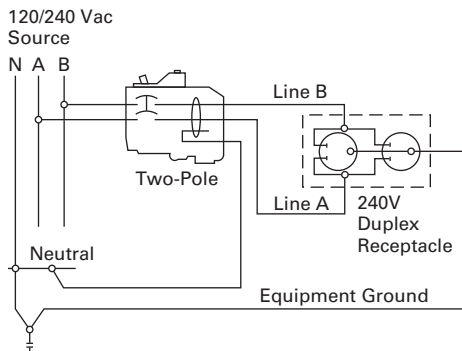 120/240 Vac
Source
N A B
Line B
Two-Pole
Line A
240V
Duplex
Receptacle
Neutral
Equipment Ground